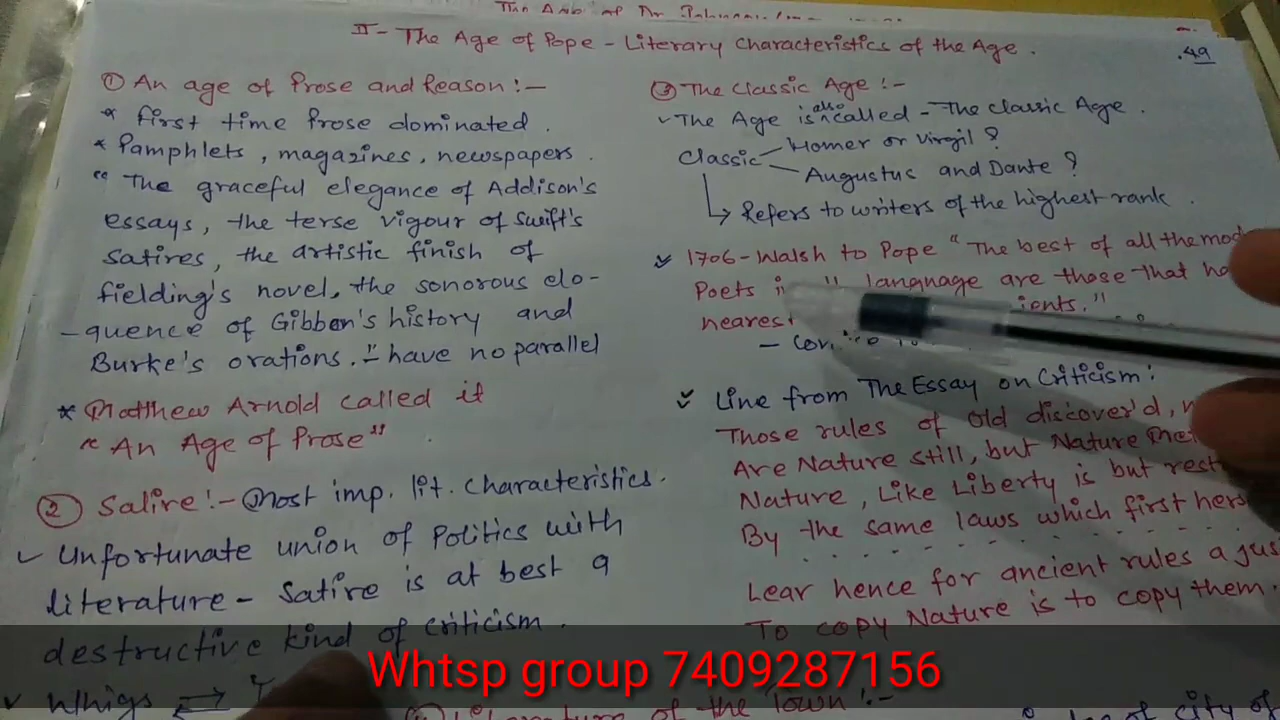 II - The Age of Pope - Literary Characteristics of the Age.
49
① An age of Prose and Reason :-
* First time Prose dominated.
* Pamphlets, magazines, newspapers.
" The graceful elegance of Addison's
essays, the terse vigour of Swift's
Satires, the artistic finish of
fielding's novel, the sonorous elo-
-quence of Gibbon's history and
Burke's orations." - have no parallel
* Matthew Arnold called it
" An Age of Prose"
② Satire :- Most imp. lit. characteristics.
✓ Unfortunate union of Politics with
literature - Satire is at best a
destructive kind of criticism.
✓ Whigs ⇄
③ The Classic Age :-
✓ The Age is also called - The Classic Age.
Classic Homer or Virgil ?
Augustus and Dante ?
↳ Refers to writers of the highest rank.
1706 - Walsh to Pope "The best of all the mod
Poets language are those that
nearest
Line from The Essay on Criticism :
Those rules of old discover'd,
Are Nature still, but Nature
Nature, Like Liberty is but rest
By the same laws which first hers
Lear hence for ancient rules a jus
To copy Nature is to copy them.
of the Town :-
of city of
Whtsp group 7409287156